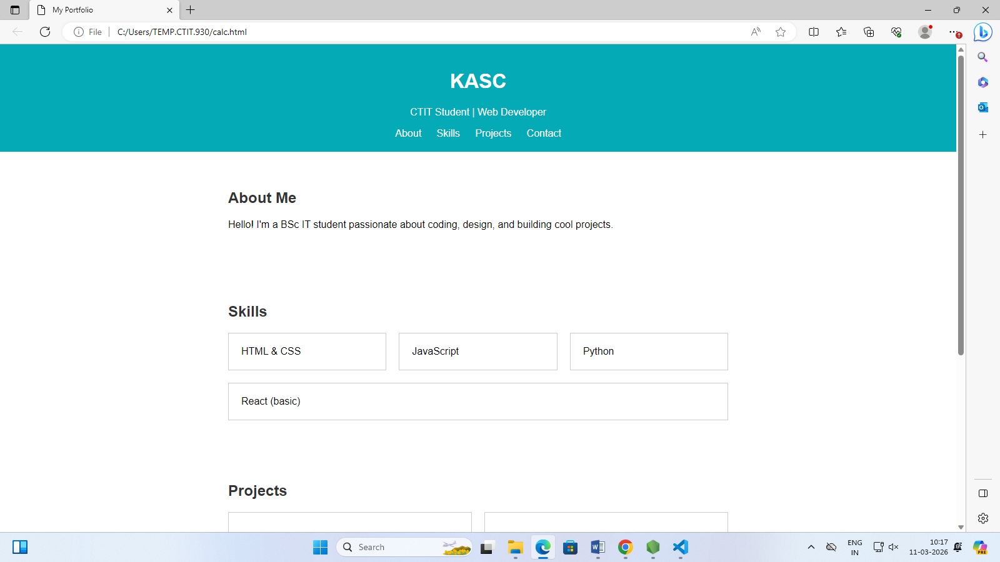 My Portfolio
File
C:/Users/TEMP.CTIT.930/calc.html
KASC
CTIT Student | Web Developer
About Skills Projects Contact
About Me
Hello! I'm a BSc IT student passionate about coding, design, and building cool projects.
Skills
HTML & CSS
JavaScript
Python
React (basic)
Projects
Search
ENG
IN
10:17
11-03-2026
PRE